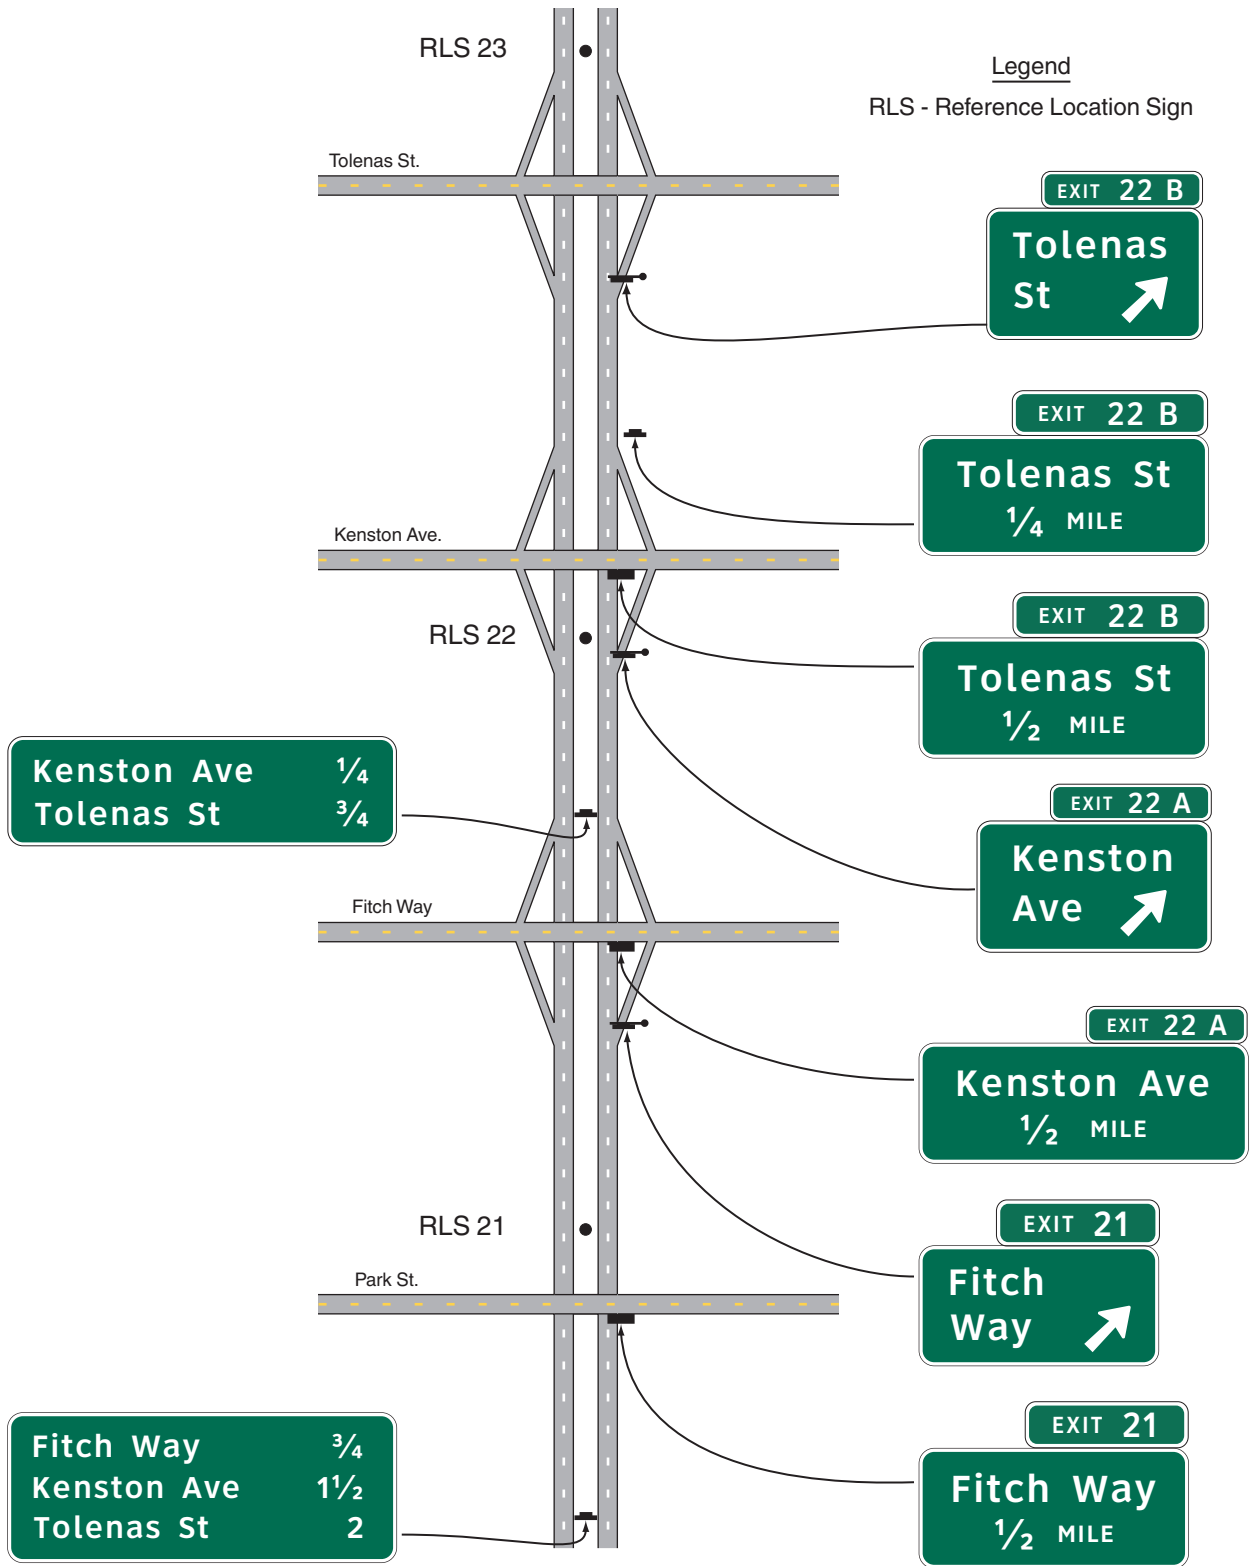 RLS 23
Legend
RLS - Reference Location Sign
Tolenas St.
EXIT 22 B
Tolenas
St
EXIT 22 B
Tolenas St
¼ MILE
Kenston Ave.
EXIT 22 B
Tolenas St
½ MILE
RLS 22
Kenston Ave ¼
Tolenas St ¾
EXIT 22 A
Kenston
Ave
Fitch Way
EXIT 22 A
Kenston Ave
½ MILE
RLS 21
EXIT 21
Fitch
Way
Park St.
EXIT 21
Fitch Way
½ MILE
Fitch Way ¾
Kenston Ave 1½
Tolenas St 2